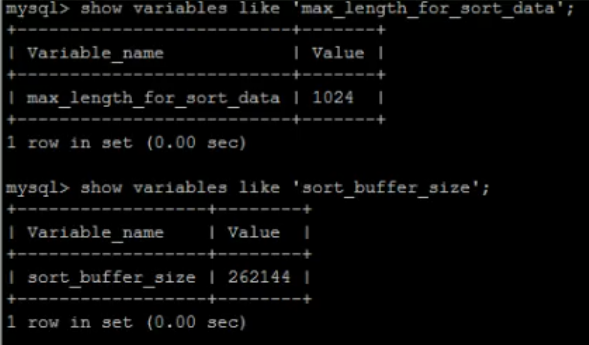 mysql> show variables like 'max_length_for_sort_data';
+--------------------------+-------+
| Variable_name            | Value |
+--------------------------+-------+
| max_length_for_sort_data | 1024  |
+--------------------------+-------+
1 row in set (0.00 sec)

mysql> show variables like 'sort_buffer_size';
+------------------+--------+
| Variable_name    | Value  |
+------------------+--------+
| sort_buffer_size | 262144 |
+------------------+--------+
1 row in set (0.00 sec)